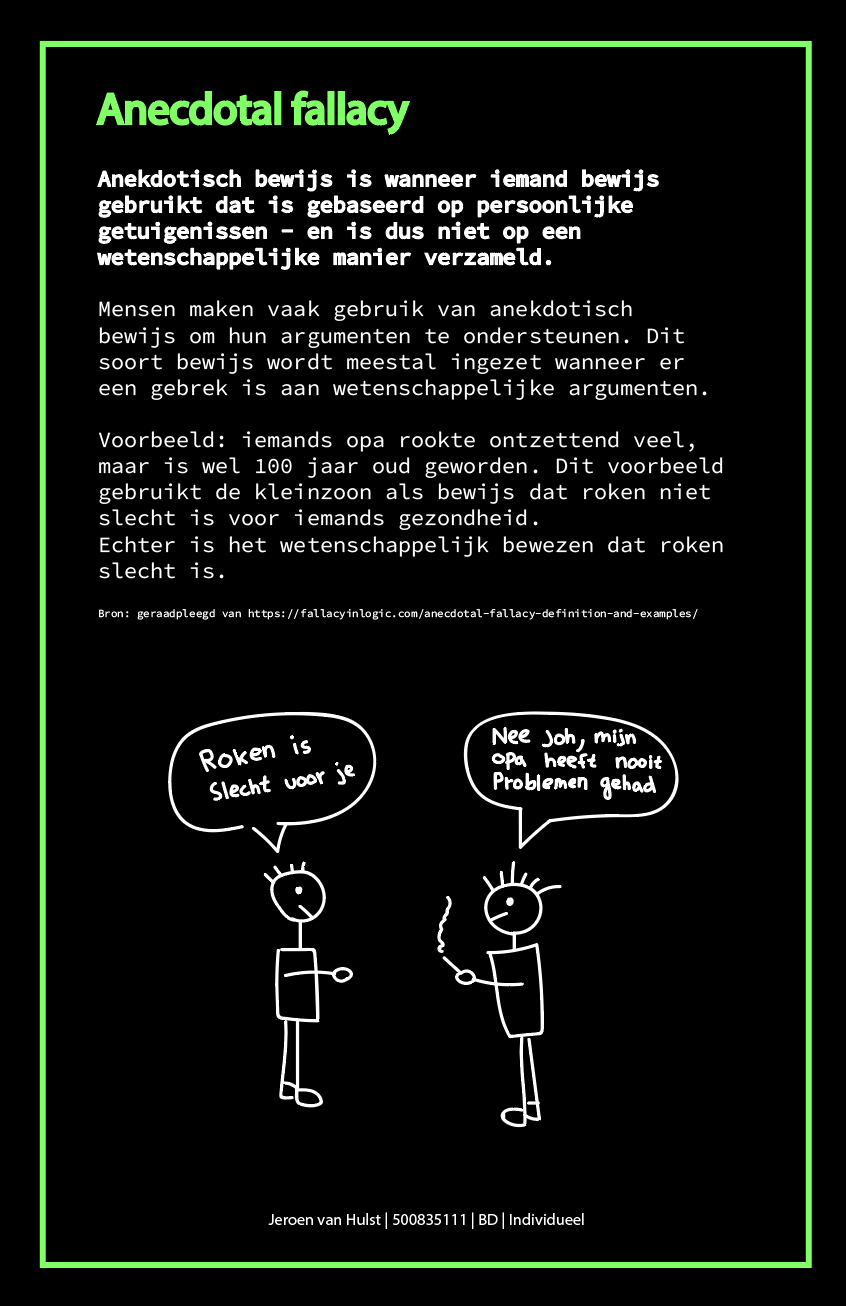 Anecdotal fallacy
Anekdotisch bewijs is wanneer iemand bewijs
gebruikt dat is gebaseerd op persoonlijke
getuigenissen – en is dus niet op een
wetenschappelijke manier verzameld.
Mensen maken vaak gebruik van anekdotisch
bewijs om hun argumenten te ondersteunen. Dit
soort bewijs wordt meestal ingezet wanneer er
een gebrek is aan wetenschappelijke argumenten.
Voorbeeld: iemands opa rookte ontzettend veel,
maar is wel 100 jaar oud geworden. Dit voorbeeld
gebruikt de kleinzoon als bewijs dat roken niet
slecht is voor iemands gezondheid.
Echter is het wetenschappelijk bewezen dat roken
slecht is.
Bron: geraadpleegd van https://fallacyinlogic.com/anecdotal-fallacy-definition-and-examples/
Roken is
Slecht voor je
Nee Joh, mijn
opa heeft nooit
Problemen gehad
Jeroen van Hulst | 500835111 | BD | Individueel